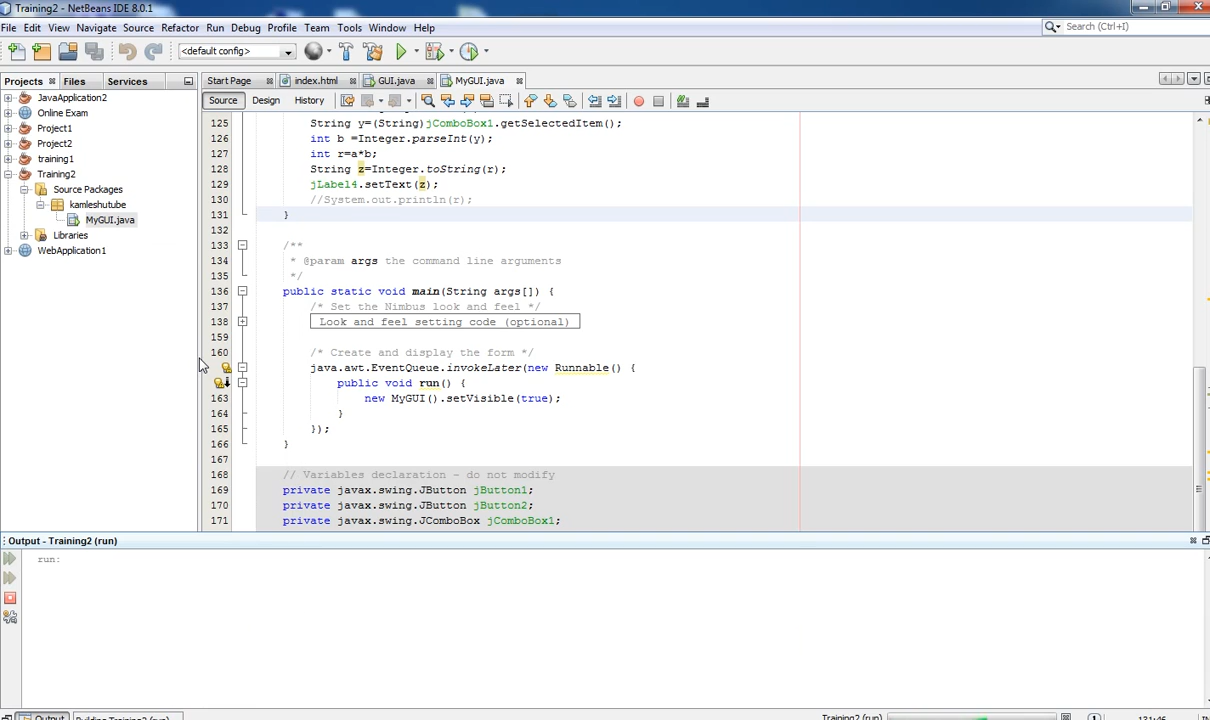 Training2 - NetBeans IDE 8.0.1
File Edit View Navigate Source Refactor Run Debug Profile Team Tools Window Help
Search (Ctrl+I)
<default config>
Projects Files Services
Start Page index.html GUI.java MyGUI.java
Source Design History
JavaApplication2
Online Exam
Project1
Project2
training1
Training2
Source Packages
kamleshutube
MyGUI.java
Libraries
WebApplication1
125 String y=(String)jComboBox1.getSelectedItem();
126 int b =Integer.parseInt(y);
127 int r=a*b;
128 String z=Integer.toString(r);
129 jLabel4.setText(z);
130 //System.out.println(r);
131 }
132
133 /**
134 * @param args the command line arguments
135 */
136 public static void main(String args[]) {
137 /* Set the Nimbus look and feel */
138 Look and feel setting code (optional)
159
160 /* Create and display the form */
java.awt.EventQueue.invokeLater(new Runnable() {
public void run() {
163 new MyGUI().setVisible(true);
164 }
165 });
166 }
167
168 // Variables declaration - do not modify
169 private javax.swing.JButton jButton1;
170 private javax.swing.JButton jButton2;
171 private javax.swing.JComboBox jComboBox1;
Output - Training2 (run)
run:
Output Building Training2 (run)
Training2 (run) 1 131:46 IN